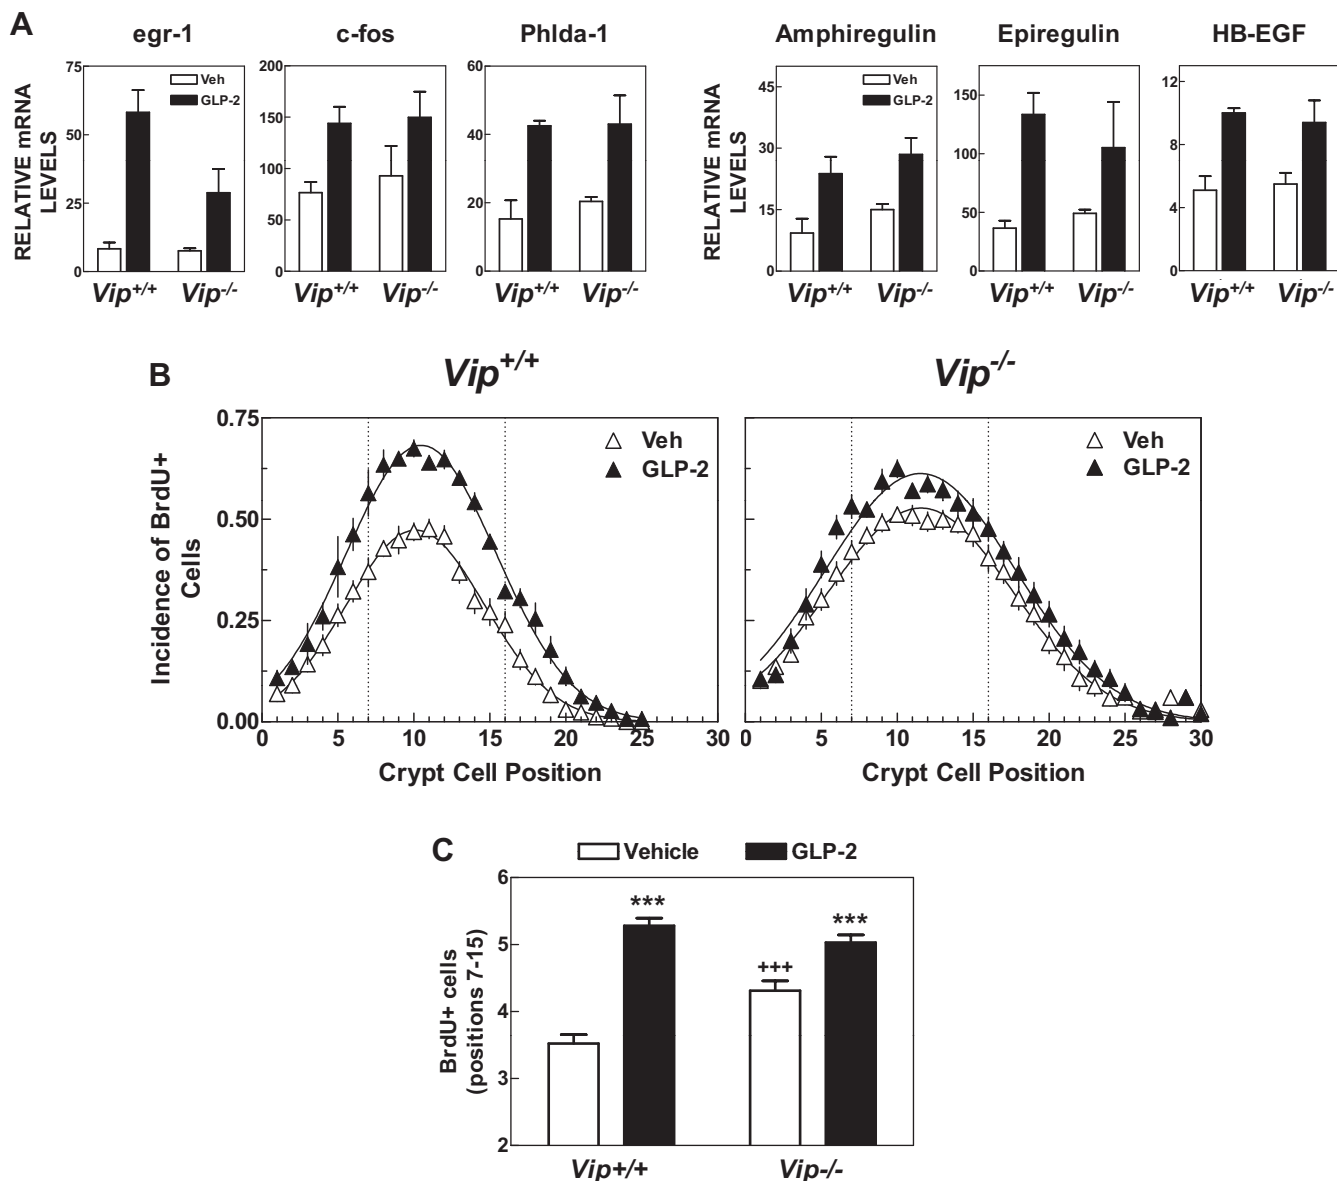 A
egr-1
c-fos
Phlda-1
Amphiregulin
Epiregulin
HB-EGF
RELATIVE mRNA
LEVELS
75
50
25
0
Veh
GLP-2
Vip+/+
Vip-/-
200
150
100
50
0
Vip+/+
Vip-/-
60
40
20
0
Vip+/+
Vip-/-
RELATIVE mRNA
LEVELS
45
30
15
0
Veh
GLP-2
Vip+/+
Vip-/-
150
100
50
0
Vip+/+
Vip-/-
12
8
4
0
Vip+/+
Vip-/-
B
Vip+/+
Vip-/-
Incidence of BrdU+
Cells
0.75
0.50
0.25
0.00
Veh
GLP-2
0 5 10 15 20 25 30
Crypt Cell Position
Veh
GLP-2
0 5 10 15 20 25 30
Crypt Cell Position
C
Vehicle
GLP-2
BrdU+ cells
(positions 7-15)
6
5
4
3
2
***
+++
***
Vip+/+
Vip-/-